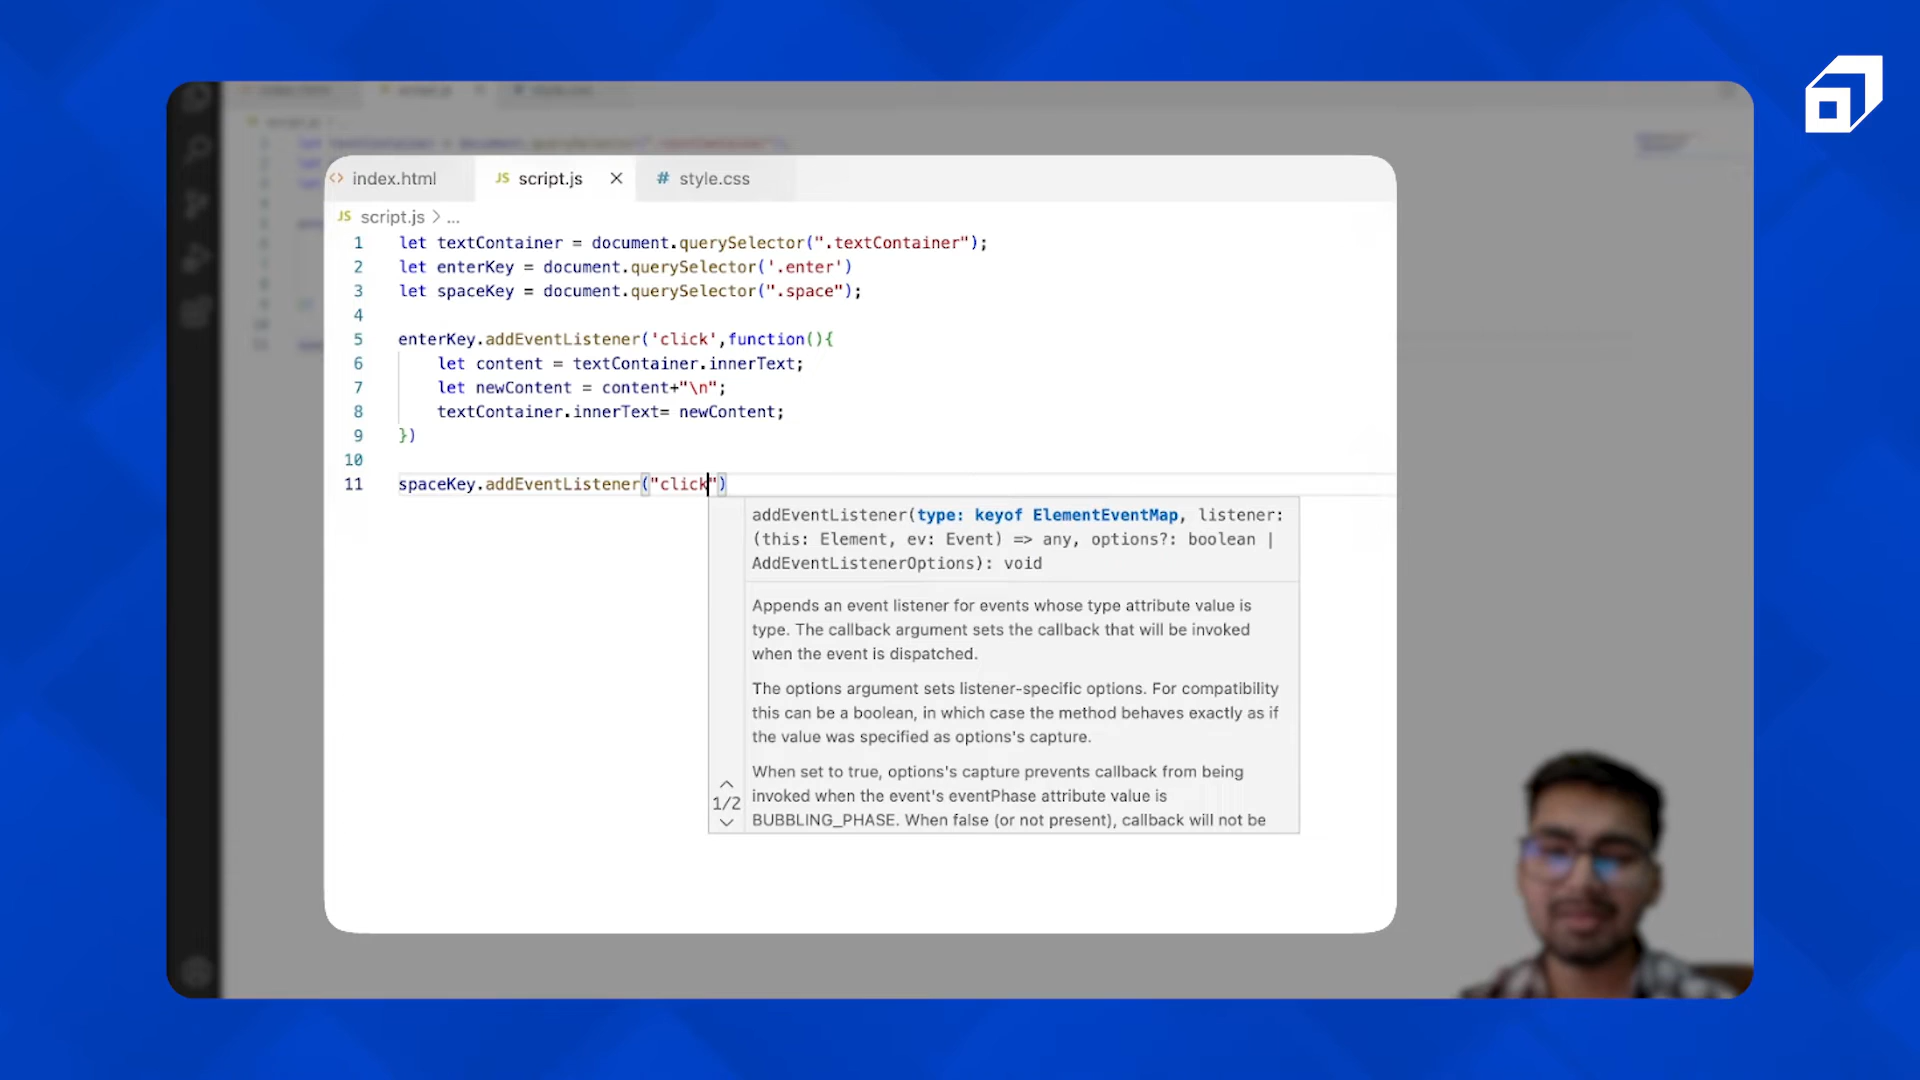 index.html
script.js
style.css
JS script.js > ...
1 let textContainer = document.querySelector(".textContainer");
2 let enterKey = document.querySelector('.enter')
3 let spaceKey = document.querySelector(".space");
4
5 enterKey.addEventListener('click',function(){
6 let content = textContainer.innerText;
7 let newContent = content+"\n";
8 textContainer.innerText= newContent;
9 })
10
11 spaceKey.addEventListener("click")
addEventListener(type: keyof ElementEventMap, listener:
(this: Element, ev: Event) => any, options?: boolean |
AddEventListenerOptions): void
Appends an event listener for events whose type attribute value is
type. The callback argument sets the callback that will be invoked
when the event is dispatched.
The options argument sets listener-specific options. For compatibility
this can be a boolean, in which case the method behaves exactly as if
the value was specified as options's capture.
When set to true, options's capture prevents callback from being
invoked when the event's eventPhase attribute value is
BUBBLING_PHASE. When false (or not present), callback will not be
1/2